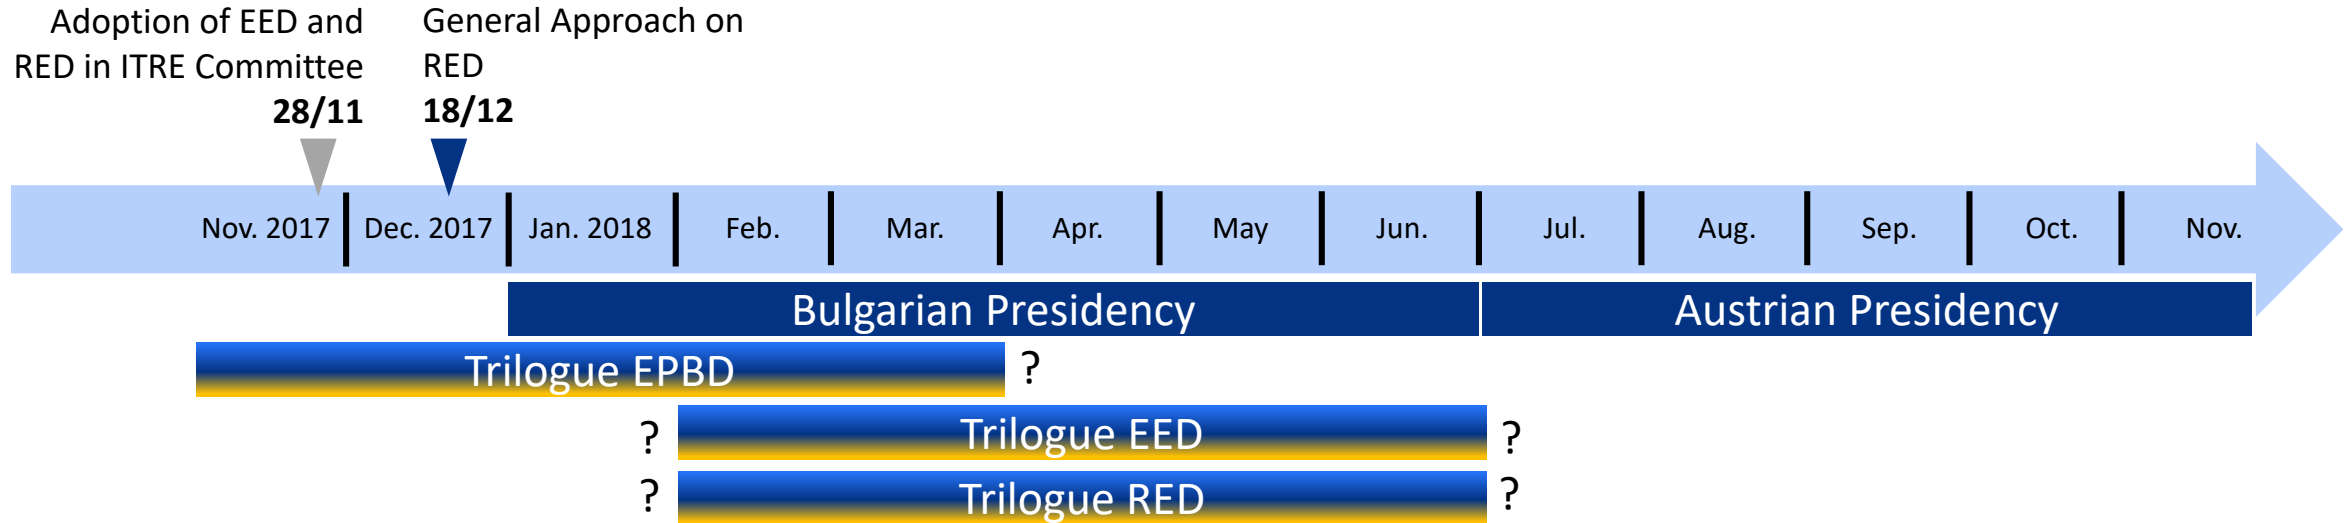 Adoption of EED and
RED in ITRE Committee
28/11
General Approach on
RED
18/12
Nov. 2017 Dec. 2017 Jan. 2018 Feb. Mar. Apr. May Jun. Jul. Aug. Sep. Oct. Nov.
Bulgarian Presidency Austrian Presidency
Trilogue EPBD ?
? Trilogue EED ?
? Trilogue RED ?